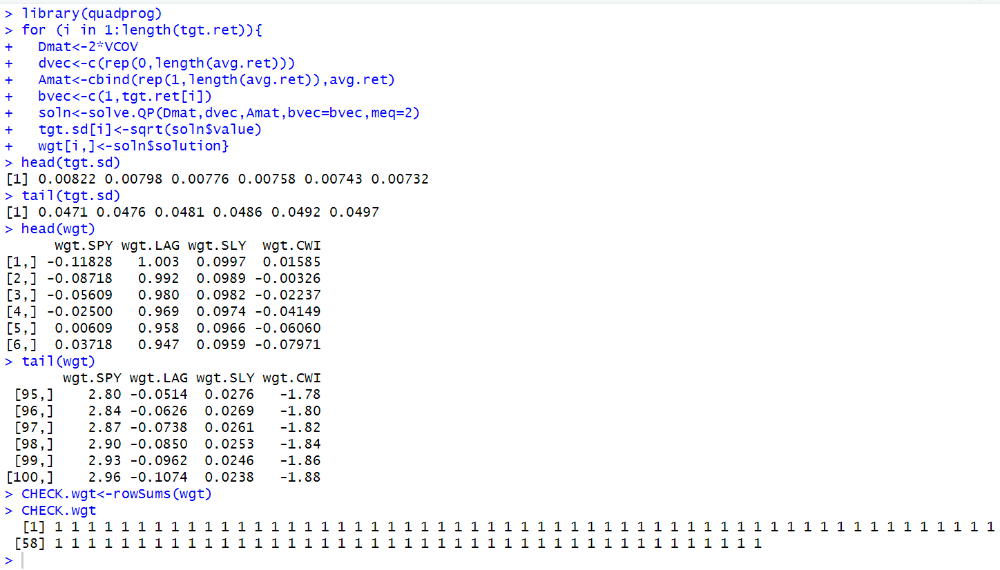 > library(quadprog)
> for (i in 1:length(tgt.ret)){
+   Dmat<-2*VCOV
+   dvec<-c(rep(0,length(avg.ret)))
+   Amat<-cbind(rep(1,length(avg.ret)),avg.ret)
+   bvec<-c(1,tgt.ret[i])
+   soln<-solve.QP(Dmat,dvec,Amat,bvec=bvec,meq=2)
+   tgt.sd[i]<-sqrt(soln$value)
+   wgt[i,]<-soln$solution}
> head(tgt.sd)
[1] 0.00822 0.00798 0.00776 0.00758 0.00743 0.00732
> tail(tgt.sd)
[1] 0.0471 0.0476 0.0481 0.0486 0.0492 0.0497
> head(wgt)
      wgt.SPY wgt.LAG wgt.SLY  wgt.CWI
[1,] -0.11828   1.003  0.0997  0.01585
[2,] -0.08718   0.992  0.0989 -0.00326
[3,] -0.05609   0.980  0.0982 -0.02237
[4,] -0.02500   0.969  0.0974 -0.04149
[5,]  0.00609   0.958  0.0966 -0.06060
[6,]  0.03718   0.947  0.0959 -0.07971
> tail(wgt)
       wgt.SPY wgt.LAG wgt.SLY wgt.CWI
 [95,]    2.80 -0.0514  0.0276   -1.78
 [96,]    2.84 -0.0626  0.0269   -1.80
 [97,]    2.87 -0.0738  0.0261   -1.82
 [98,]    2.90 -0.0850  0.0253   -1.84
 [99,]    2.93 -0.0962  0.0246   -1.86
[100,]    2.96 -0.1074  0.0238   -1.88
> CHECK.wgt<-rowSums(wgt)
> CHECK.wgt
  [1] 1 1 1 1 1 1 1 1 1 1 1 1 1 1 1 1 1 1 1 1 1 1 1 1 1 1 1 1 1 1 1 1 1 1 1 1 1 1 1 1 1 1 1 1 1 1 1 1 1 1 1 1 1 1 1 1 1
 [58] 1 1 1 1 1 1 1 1 1 1 1 1 1 1 1 1 1 1 1 1 1 1 1 1 1 1 1 1 1 1 1 1 1 1 1 1 1 1 1 1 1 1 1
>